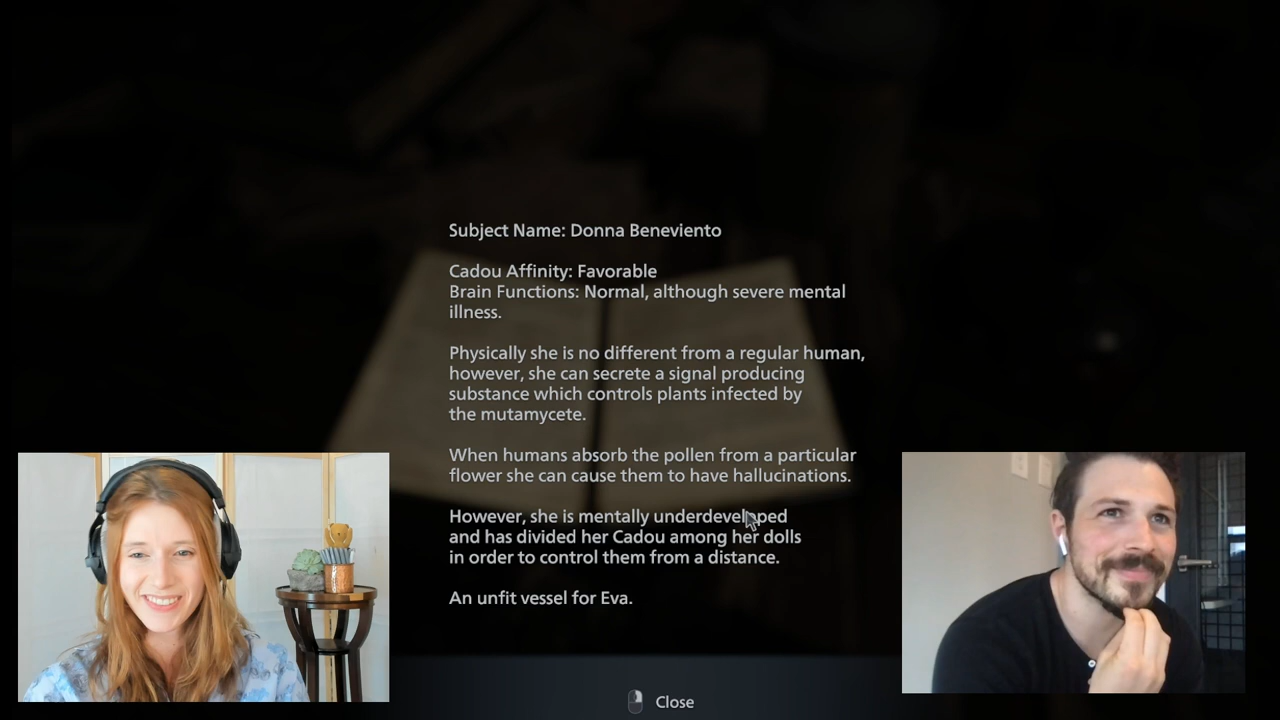 Subject Name: Donna Beneviento
Cadou Affinity: Favorable
Brain Functions: Normal, although severe mental
illness.
Physically she is no different from a regular human,
however, she can secrete a signal producing
substance which controls plants infected by
the mutamycete.
When humans absorb the pollen from a particular
flower she can cause them to have hallucinations.
However, she is mentally underdeveloped
and has divided her Cadou among her dolls
in order to control them from a distance.
An unfit vessel for Eva.
Close